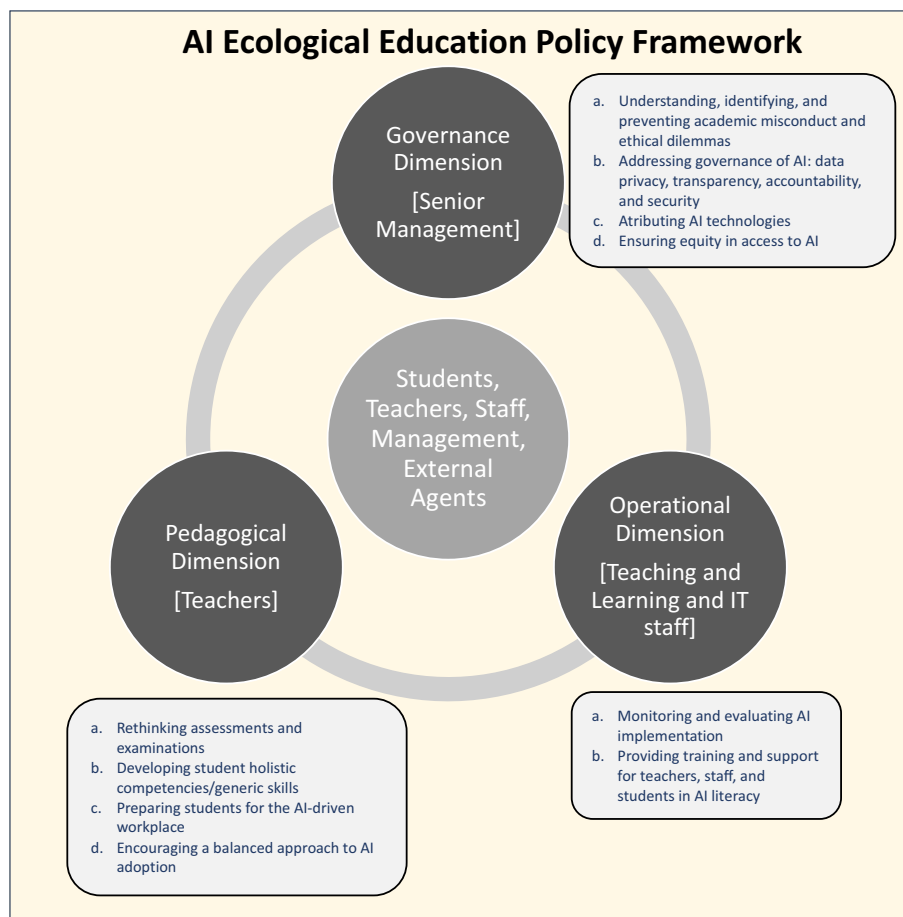 AI Ecological Education Policy Framework
Governance
Dimension
[Senior
Management]
a. Understanding, identifying, and
preventing academic misconduct and
ethical dilemmas
b. Addressing governance of AI: data
privacy, transparency, accountability,
and security
c. Atributing AI technologies
d. Ensuring equity in access to AI
Students,
Teachers, Staff,
Management,
External
Agents
Pedagogical
Dimension
[Teachers]
Operational
Dimension
[Teaching and
Learning and IT
staff]
a. Rethinking assessments and
examinations
b. Developing student holistic
competencies/generic skills
c. Preparing students for the AI-driven
workplace
d. Encouraging a balanced approach to AI
adoption
a. Monitoring and evaluating AI
implementation
b. Providing training and support
for teachers, staff, and
students in AI literacy